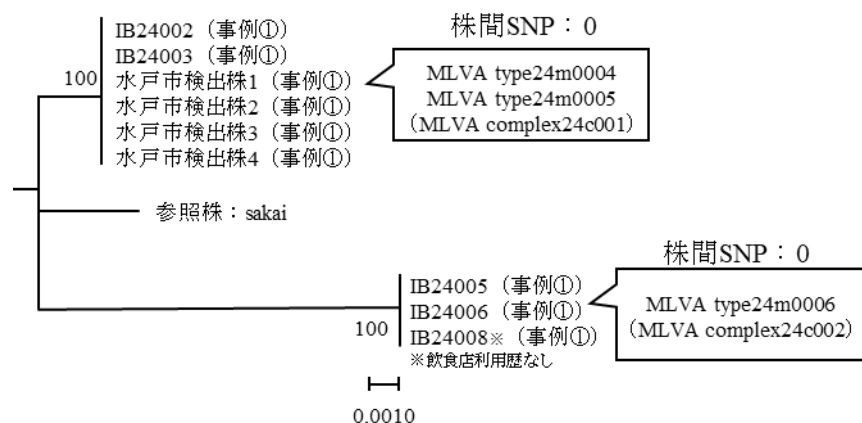 IB24002（事例①）
IB24003（事例①）
水戸市検出株1（事例①）
水戸市検出株2（事例①）
水戸市検出株3（事例①）
水戸市検出株4（事例①）
100
株間SNP：0
MLVA type24m0004
MLVA type24m0005
（MLVA complex24c001）
参照株：sakai
株間SNP：0
IB24005（事例①）
IB24006（事例①）
IB24008※（事例①）
※飲食店利用歴なし
100
MLVA type24m0006
（MLVA complex24c002）
0.0010